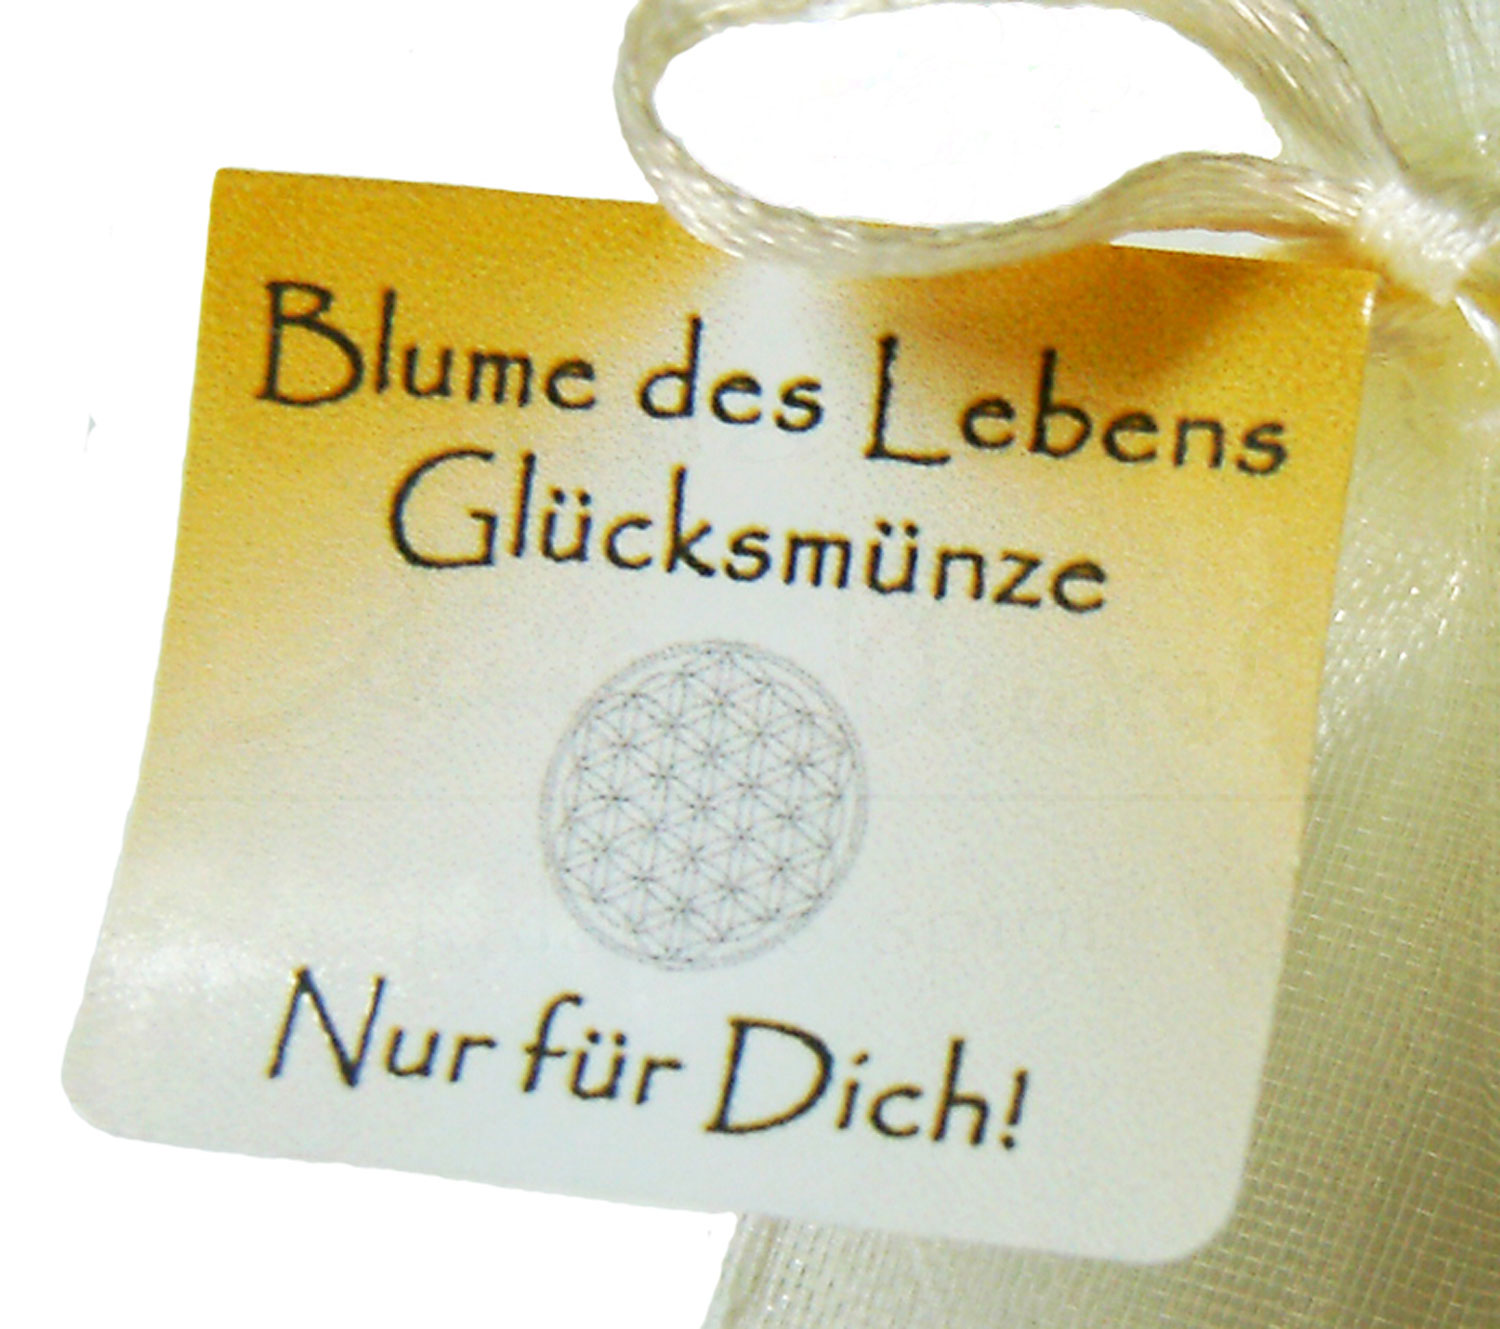 Blume des Lebens
Glücksmünze
Nur für Dich!